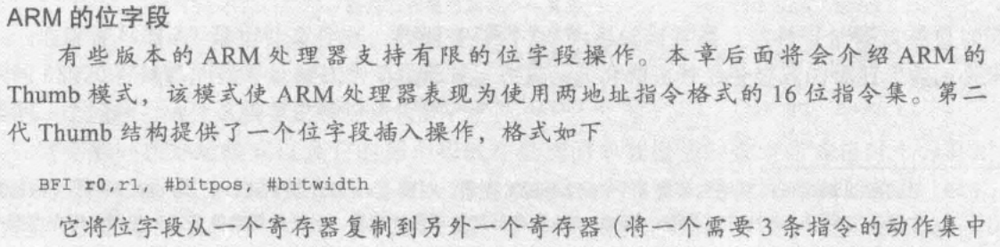 ARM 的位字段
有些版本的 ARM 处理器支持有限的位字段操作。本章后面将会介绍 ARM 的
Thumb 模式，该模式使 ARM 处理器表现为使用两地址指令格式的 16 位指令集。第二
代 Thumb 结构提供了一个位字段插入操作，格式如下
BFI r0,r1, #bitpos, #bitwidth
它将位字段从一个寄存器复制到另外一个寄存器（将一个需要 3 条指令的动作集中